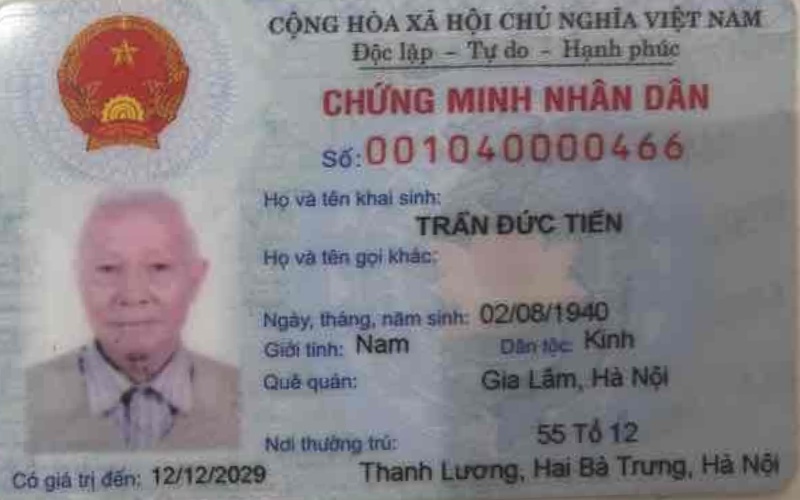 CỘNG HÒA XÃ HỘI CHỦ NGHĨA VIỆT NAM
Độc lập - Tự do - Hạnh phúc
CHỨNG MINH NHÂN DÂN
Số: 001040000466
Họ và tên khai sinh:
TRẦN ĐỨC TIẾN
Họ và tên gọi khác:
Ngày, tháng, năm sinh: 02/08/1940
Giới tính: Nam Dân tộc: Kinh
Quê quán: Gia Lâm, Hà Nội
Nơi thường trú: 55 Tổ 12
Thanh Lương, Hai Bà Trưng, Hà Nội
Có giá trị đến: 12/12/2029